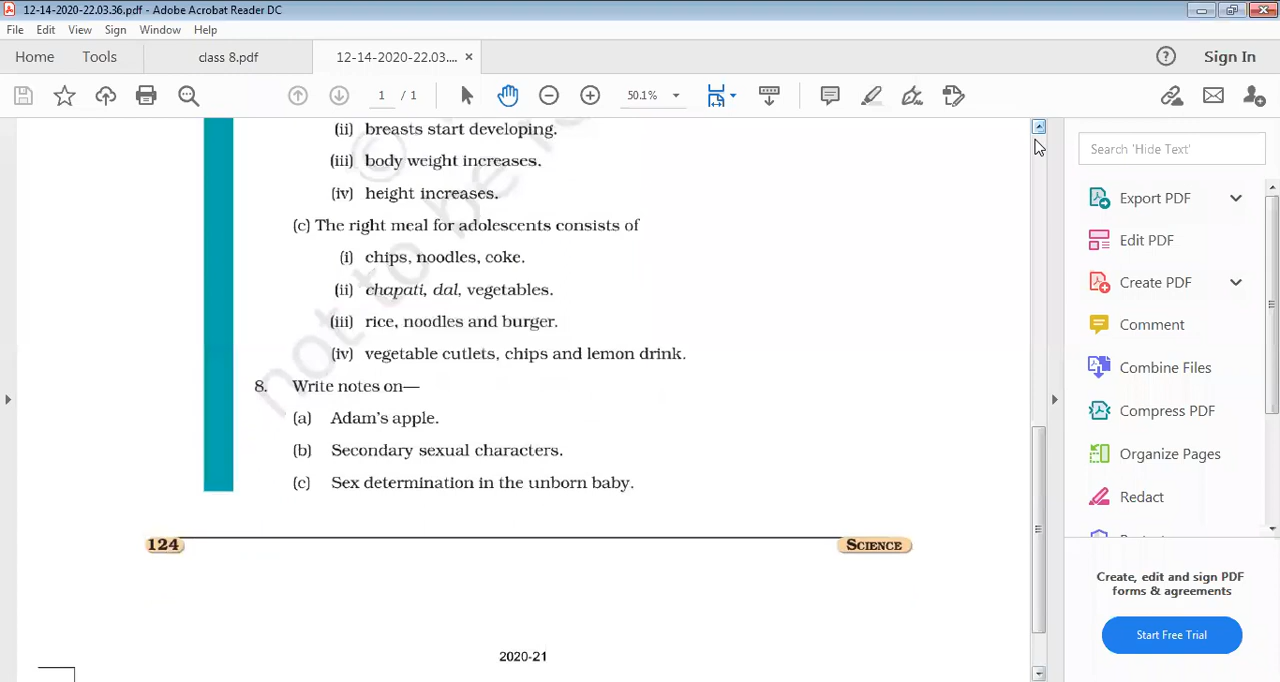 12-14-2020-22.03.36.pdf - Adobe Acrobat Reader DC
File Edit View Sign Window Help
Home Tools class 8.pdf 12-14-2020-22.03.... × Sign In
1 / 1 50.1%
(ii) breasts start developing.
(iii) body weight increases.
(iv) height increases.
(c) The right meal for adolescents consists of
(i) chips, noodles, coke.
(ii) chapati, dal, vegetables.
(iii) rice, noodles and burger.
(iv) vegetable cutlets, chips and lemon drink.
8. Write notes on—
(a) Adam's apple.
(b) Secondary sexual characters.
(c) Sex determination in the unborn baby.
124 SCIENCE
2020-21
not to be
©
Search 'Hide Text'
Export PDF
Edit PDF
Create PDF
Comment
Combine Files
Compress PDF
Organize Pages
Redact
Create, edit and sign PDF
forms & agreements
Start Free Trial